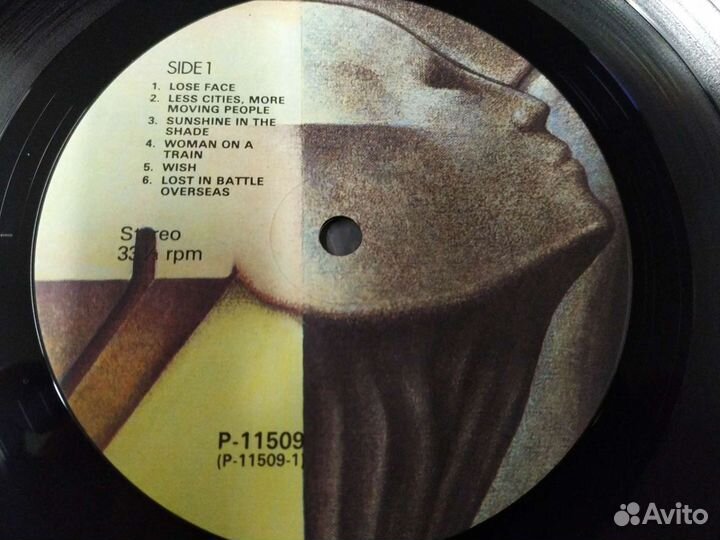 SIDE 1
1. LOSE FACE
2. LESS CITIES, MORE
MOVING PEOPLE
3. SUNSHINE IN THE
SHADE
4. WOMAN ON A
TRAIN
5. WISH
6. LOST IN BATTLE
OVERSEAS
Stereo
33⅓ rpm
P-11509
(P-11509-1)
Avito